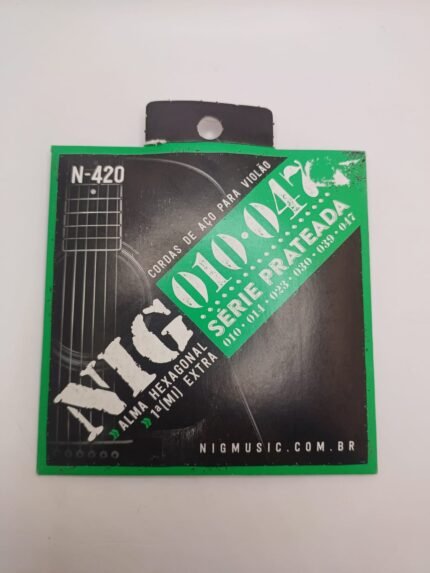 N-420
CORDAS DE AÇO PARA VIOLÃO
010·047
SÉRIE PRATEADA
010 · 014 · 023 · 030 · 039 · 047
NIG
» ALMA HEXAGONAL
» 1ª(MI) EXTRA
NIGMUSIC.COM.BR